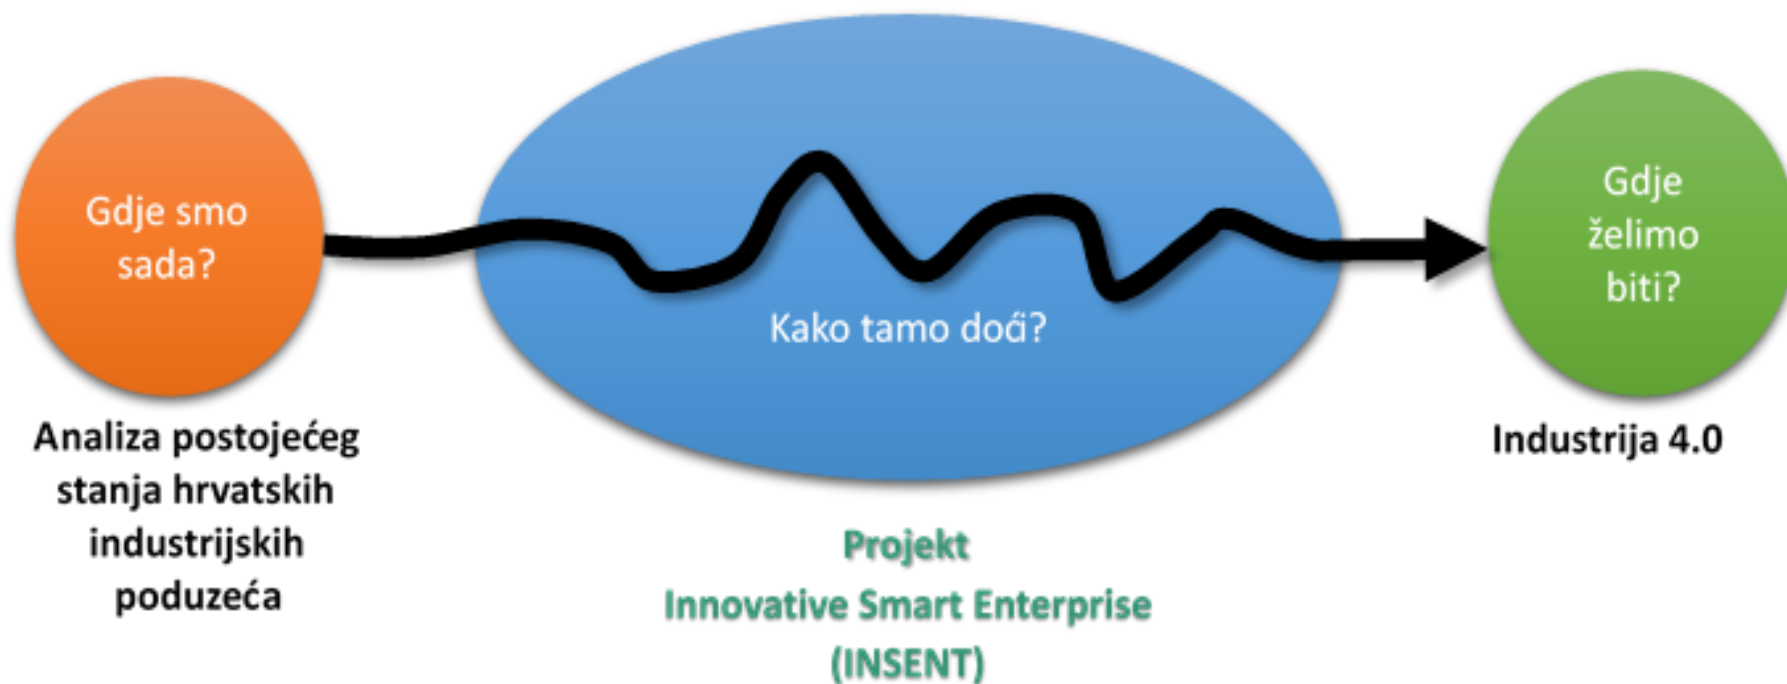 Gdje smo
sada?
Analiza postojećeg
stanja hrvatskih
industrijskih
poduzeća
Kako tamo doći?
Projekt
Innovative Smart Enterprise
(INSENT)
Gdje
želimo
biti?
Industrija 4.0